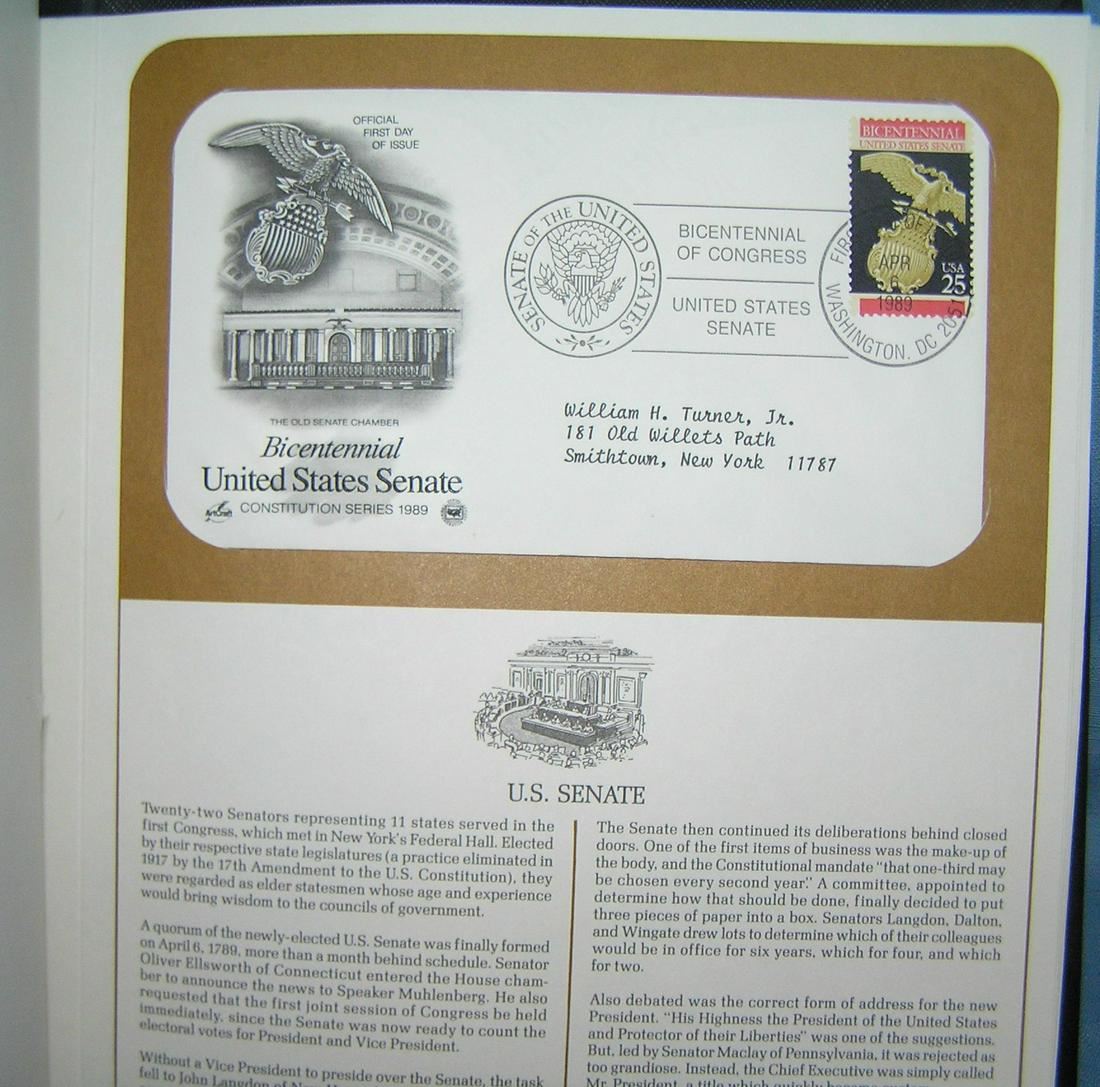 OFFICIAL
FIRST DAY
OF ISSUE
BICENTENNIAL
UNITED STATES SENATE
USA
25
SENATE OF THE UNITED STATES
BICENTENNIAL
OF CONGRESS
UNITED STATES
SENATE
APR
6
1989
WASHINGTON, DC
William H. Turner, Jr.
181 Old Willets Path
Smithtown, New York 11787
THE OLD SENATE CHAMBER
Bicentennial
United States Senate
ArtCraft
CONSTITUTION SERIES 1989
U.S. SENATE
Twenty-two Senators representing 11 states served in the
first Congress, which met in New York's Federal Hall. Elected
by their respective state legislatures (a practice eliminated in
1917 by the 17th Amendment to the U.S. Constitution), they
were regarded as elder statesmen whose age and experience
would bring wisdom to the councils of government.
A quorum of the newly-elected U.S. Senate was finally formed
on April 6, 1789, more than a month behind schedule. Senator
Oliver Ellsworth of Connecticut entered the House cham-
ber to announce the news to Speaker Muhlenberg. He also
requested that the first joint session of Congress be held
immediately, since the Senate was now ready to count the
electoral votes for President and Vice President.
Without a Vice President to preside over the Senate, the task
fell to John Langdon of New
The Senate then continued its deliberations behind closed
doors. One of the first items of business was the make-up of
the body, and the Constitutional mandate "that one-third may
be chosen every second year." A committee, appointed to
determine how that should be done, finally decided to put
three pieces of paper into a box. Senators Langdon, Dalton,
and Wingate drew lots to determine which of their colleagues
would be in office for six years, which for four, and which
for two.
Also debated was the correct form of address for the new
President. "His Highness the President of the United States
and Protector of their Liberties" was one of the suggestions.
But, led by Senator Maclay of Pennsylvania, it was rejected as
too grandiose. Instead, the Chief Executive was simply called
Mr. President, a title which quickly became